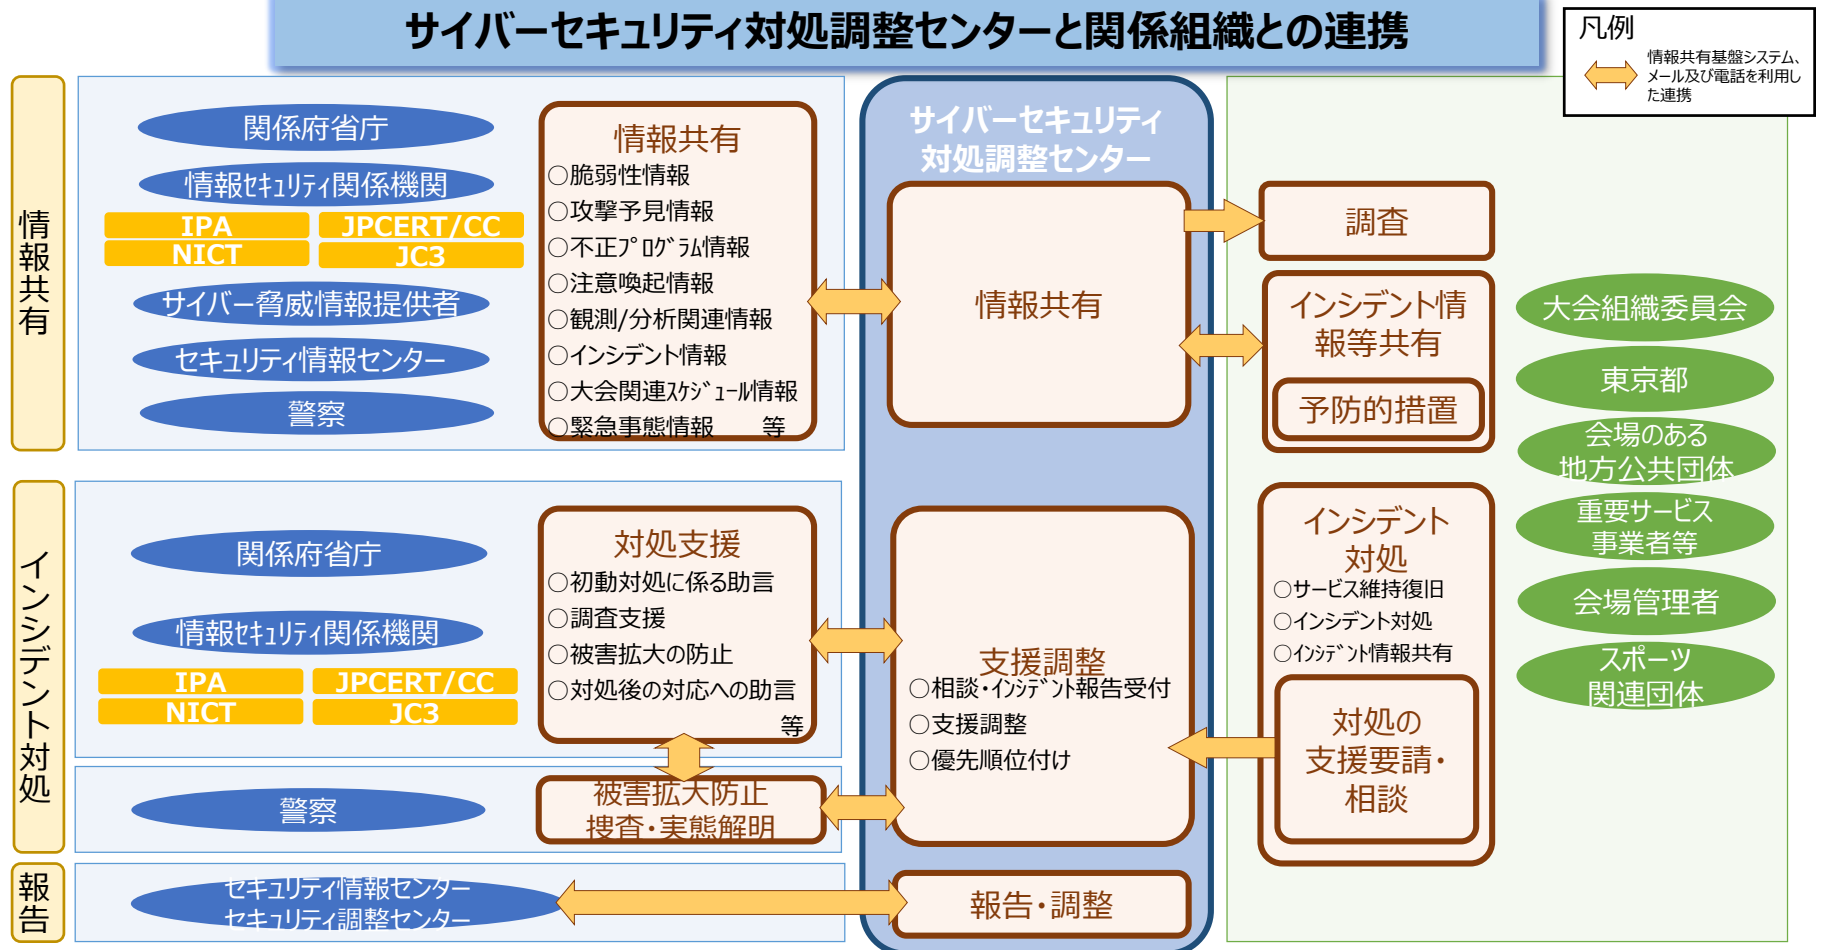 サイバーセキュリティ対処調整センターと関係組織との連携
凡例
情報共有基盤システム、
メール及び電話を利用し
た連携
情報共有
関係府省庁
情報セキュリティ関係機関
IPA
JPCERT/CC
NICT
JC3
サイバー脅威情報提供者
セキュリティ情報センター
警察
情報共有
○脆弱性情報
○攻撃予見情報
○不正プログラム情報
○注意喚起情報
○観測/分析関連情報
○インシデント情報
○大会関連スケジュール情報
○緊急事態情報 等
サイバーセキュリティ
対処調整センター
情報共有
調査
インシデント情
報等共有
予防的措置
大会組織委員会
東京都
会場のある
地方公共団体
重要サービス
事業者等
会場管理者
スポーツ
関連団体
インシデント対処
関係府省庁
情報セキュリティ関係機関
IPA
JPCERT/CC
NICT
JC3
対処支援
○初動対処に係る助言
○調査支援
○被害拡大の防止
○対処後の対応への助言
等
支援調整
○相談・インシデント報告受付
○支援調整
○優先順位付け
インシデント
対処
○サービス維持復旧
○インシデント対処
○インシデント情報共有
対処の
支援要請・
相談
警察
被害拡大防止
捜査・実態解明
報告
セキュリティ情報センター
セキュリティ調整センター
報告・調整